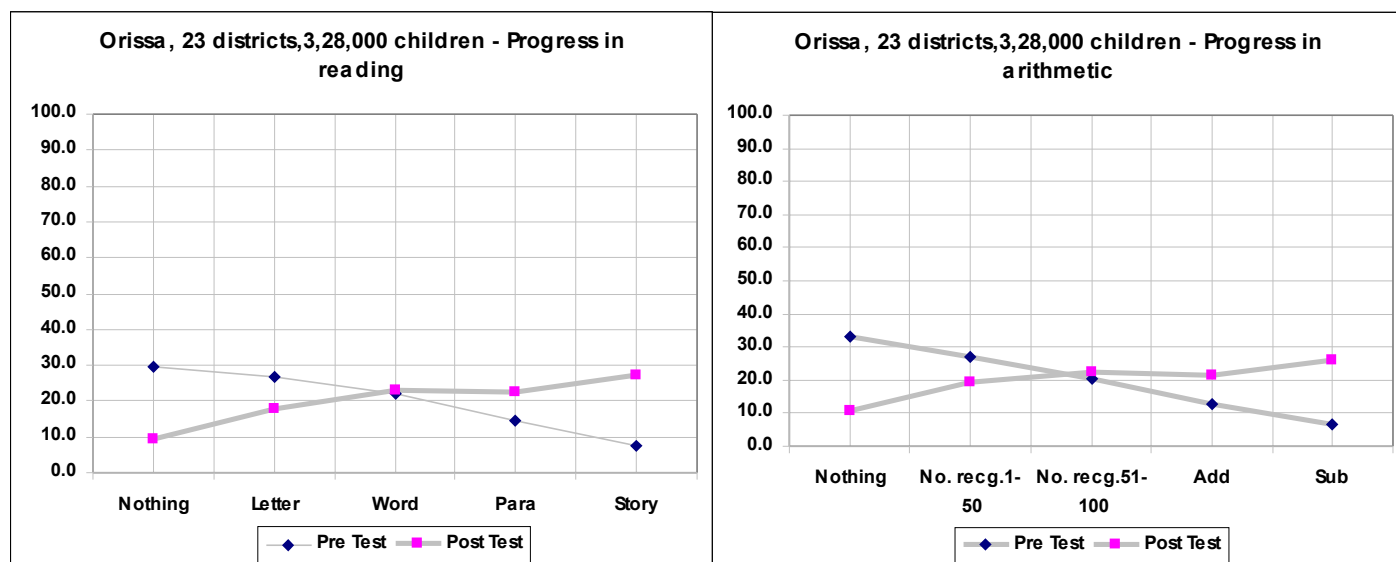 Orissa, 23 districts,3,28,000 children - Progress in
reading
100.0
90.0
80.0
70.0
60.0
50.0
40.0
30.0
20.0
10.0
0.0
Nothing Letter Word Para Story
Pre Test Post Test
Orissa, 23 districts,3,28,000 children - Progress in
arithmetic
100.0
90.0
80.0
70.0
60.0
50.0
40.0
30.0
20.0
10.0
0.0
Nothing No. recg.1- No. recg.51- Add Sub
50 100
Pre Test Post Test